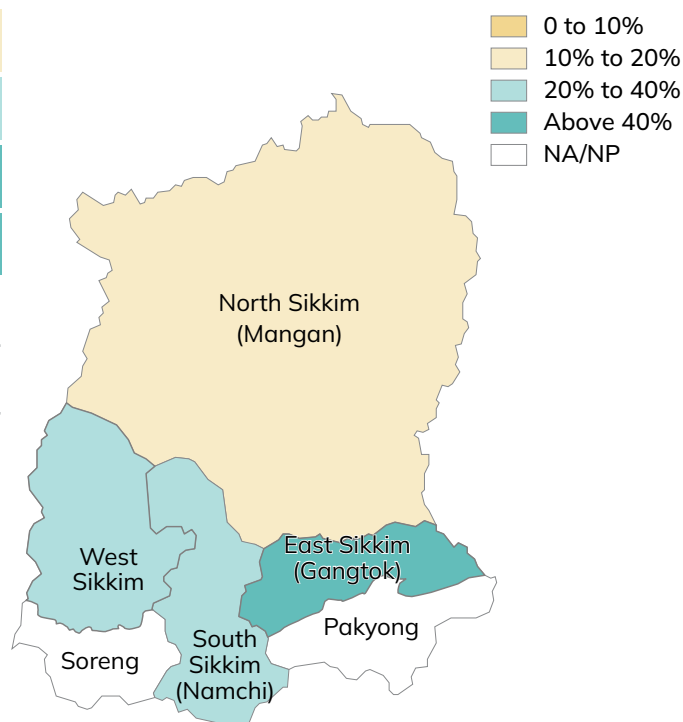 0 to 10%
10% to 20%
20% to 40%
Above 40%
NA/NP
North Sikkim
(Mangan)
East Sikkim
(Gangtok)
West
Sikkim
Pakyong
South
Sikkim
(Namchi)
Soreng